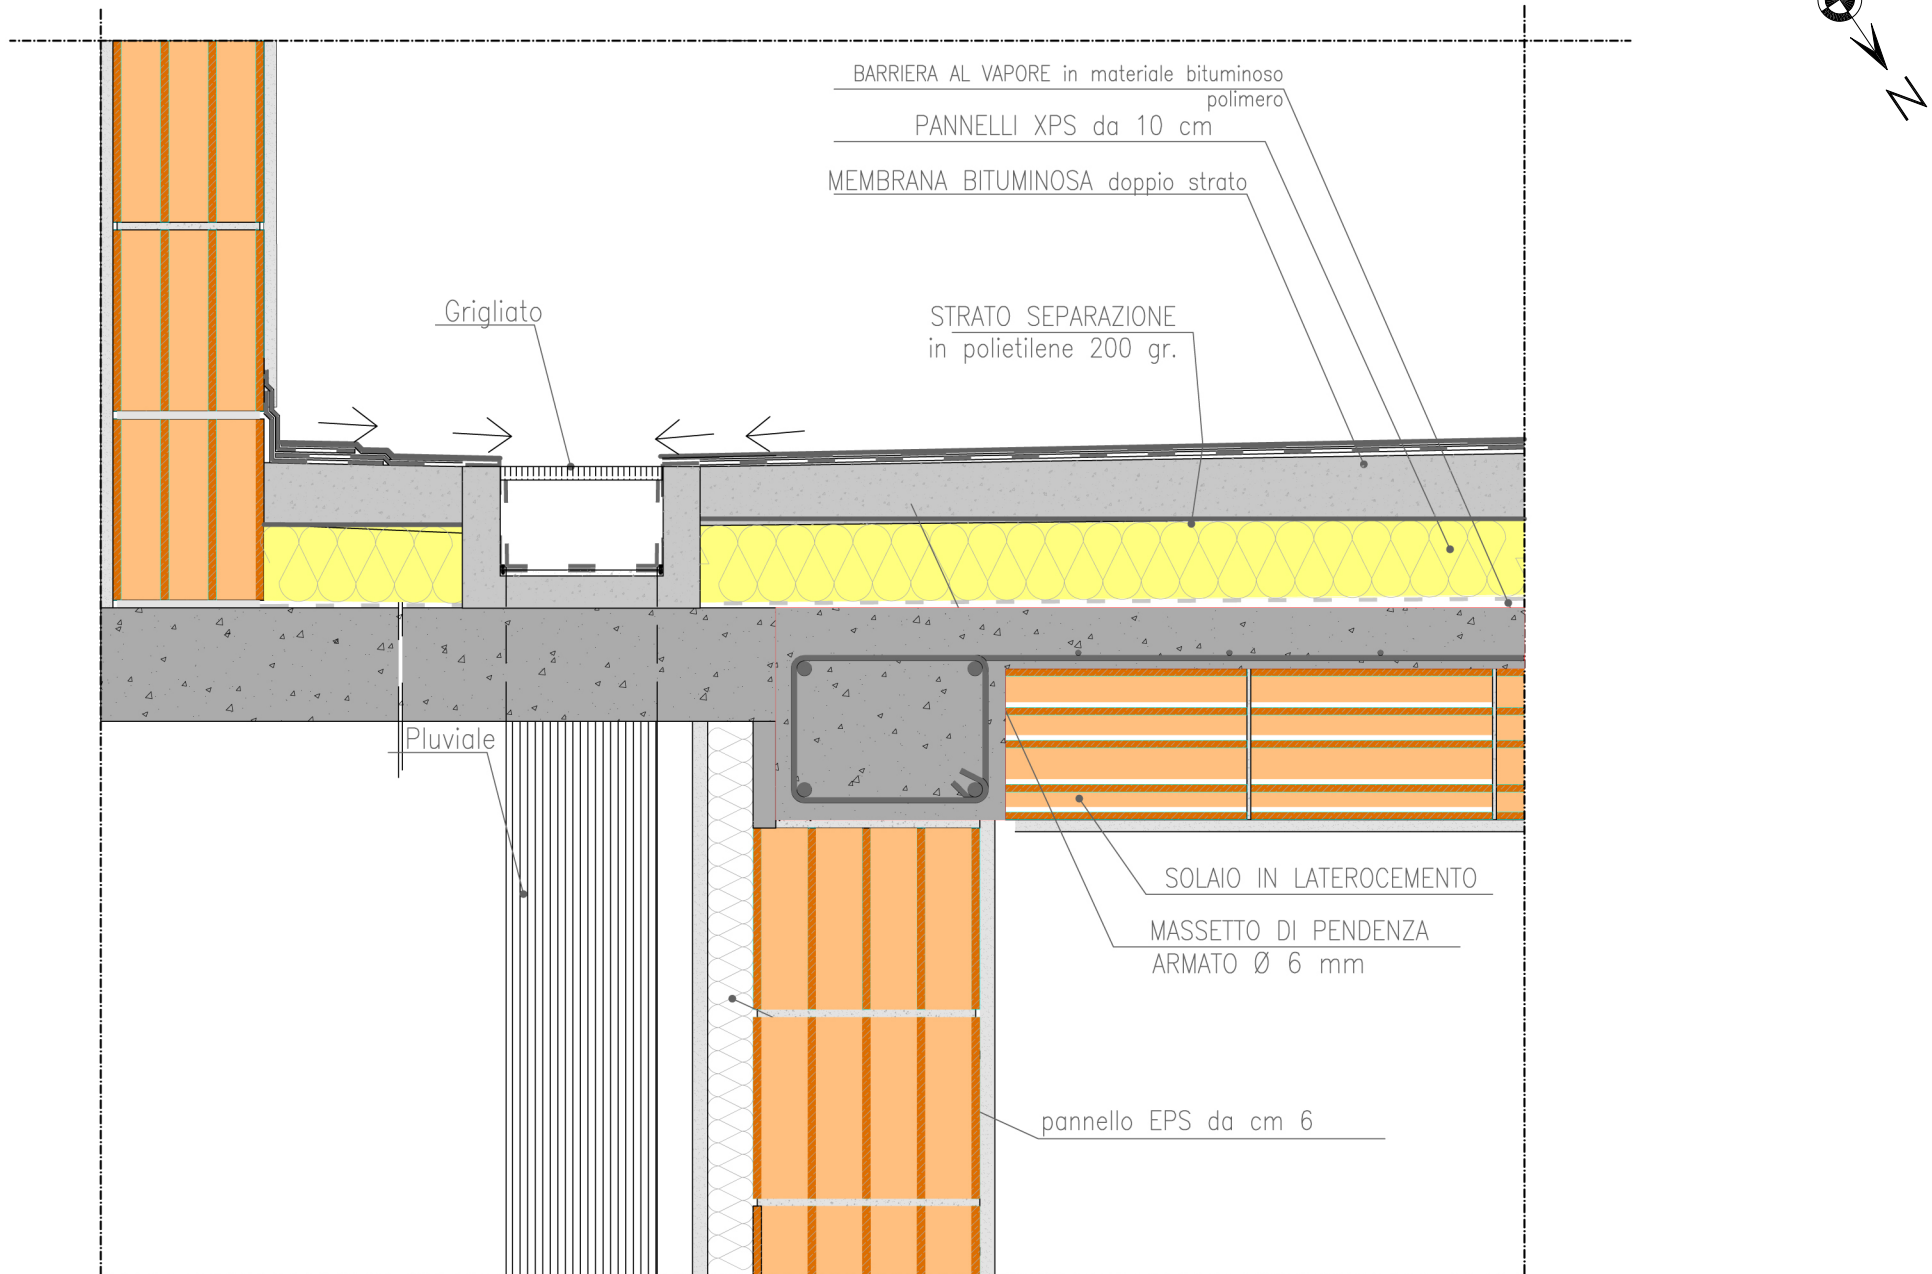 N
BARRIERA AL VAPORE in materiale bituminoso
polimero
PANNELLI XPS da 10 cm
MEMBRANA BITUMINOSA doppio strato
Grigliato
STRATO SEPARAZIONE
in polietilene 200 gr.
Pluviale
SOLAIO IN LATEROCEMENTO
MASSETTO DI PENDENZA
ARMATO Ø 6 mm
pannello EPS da cm 6